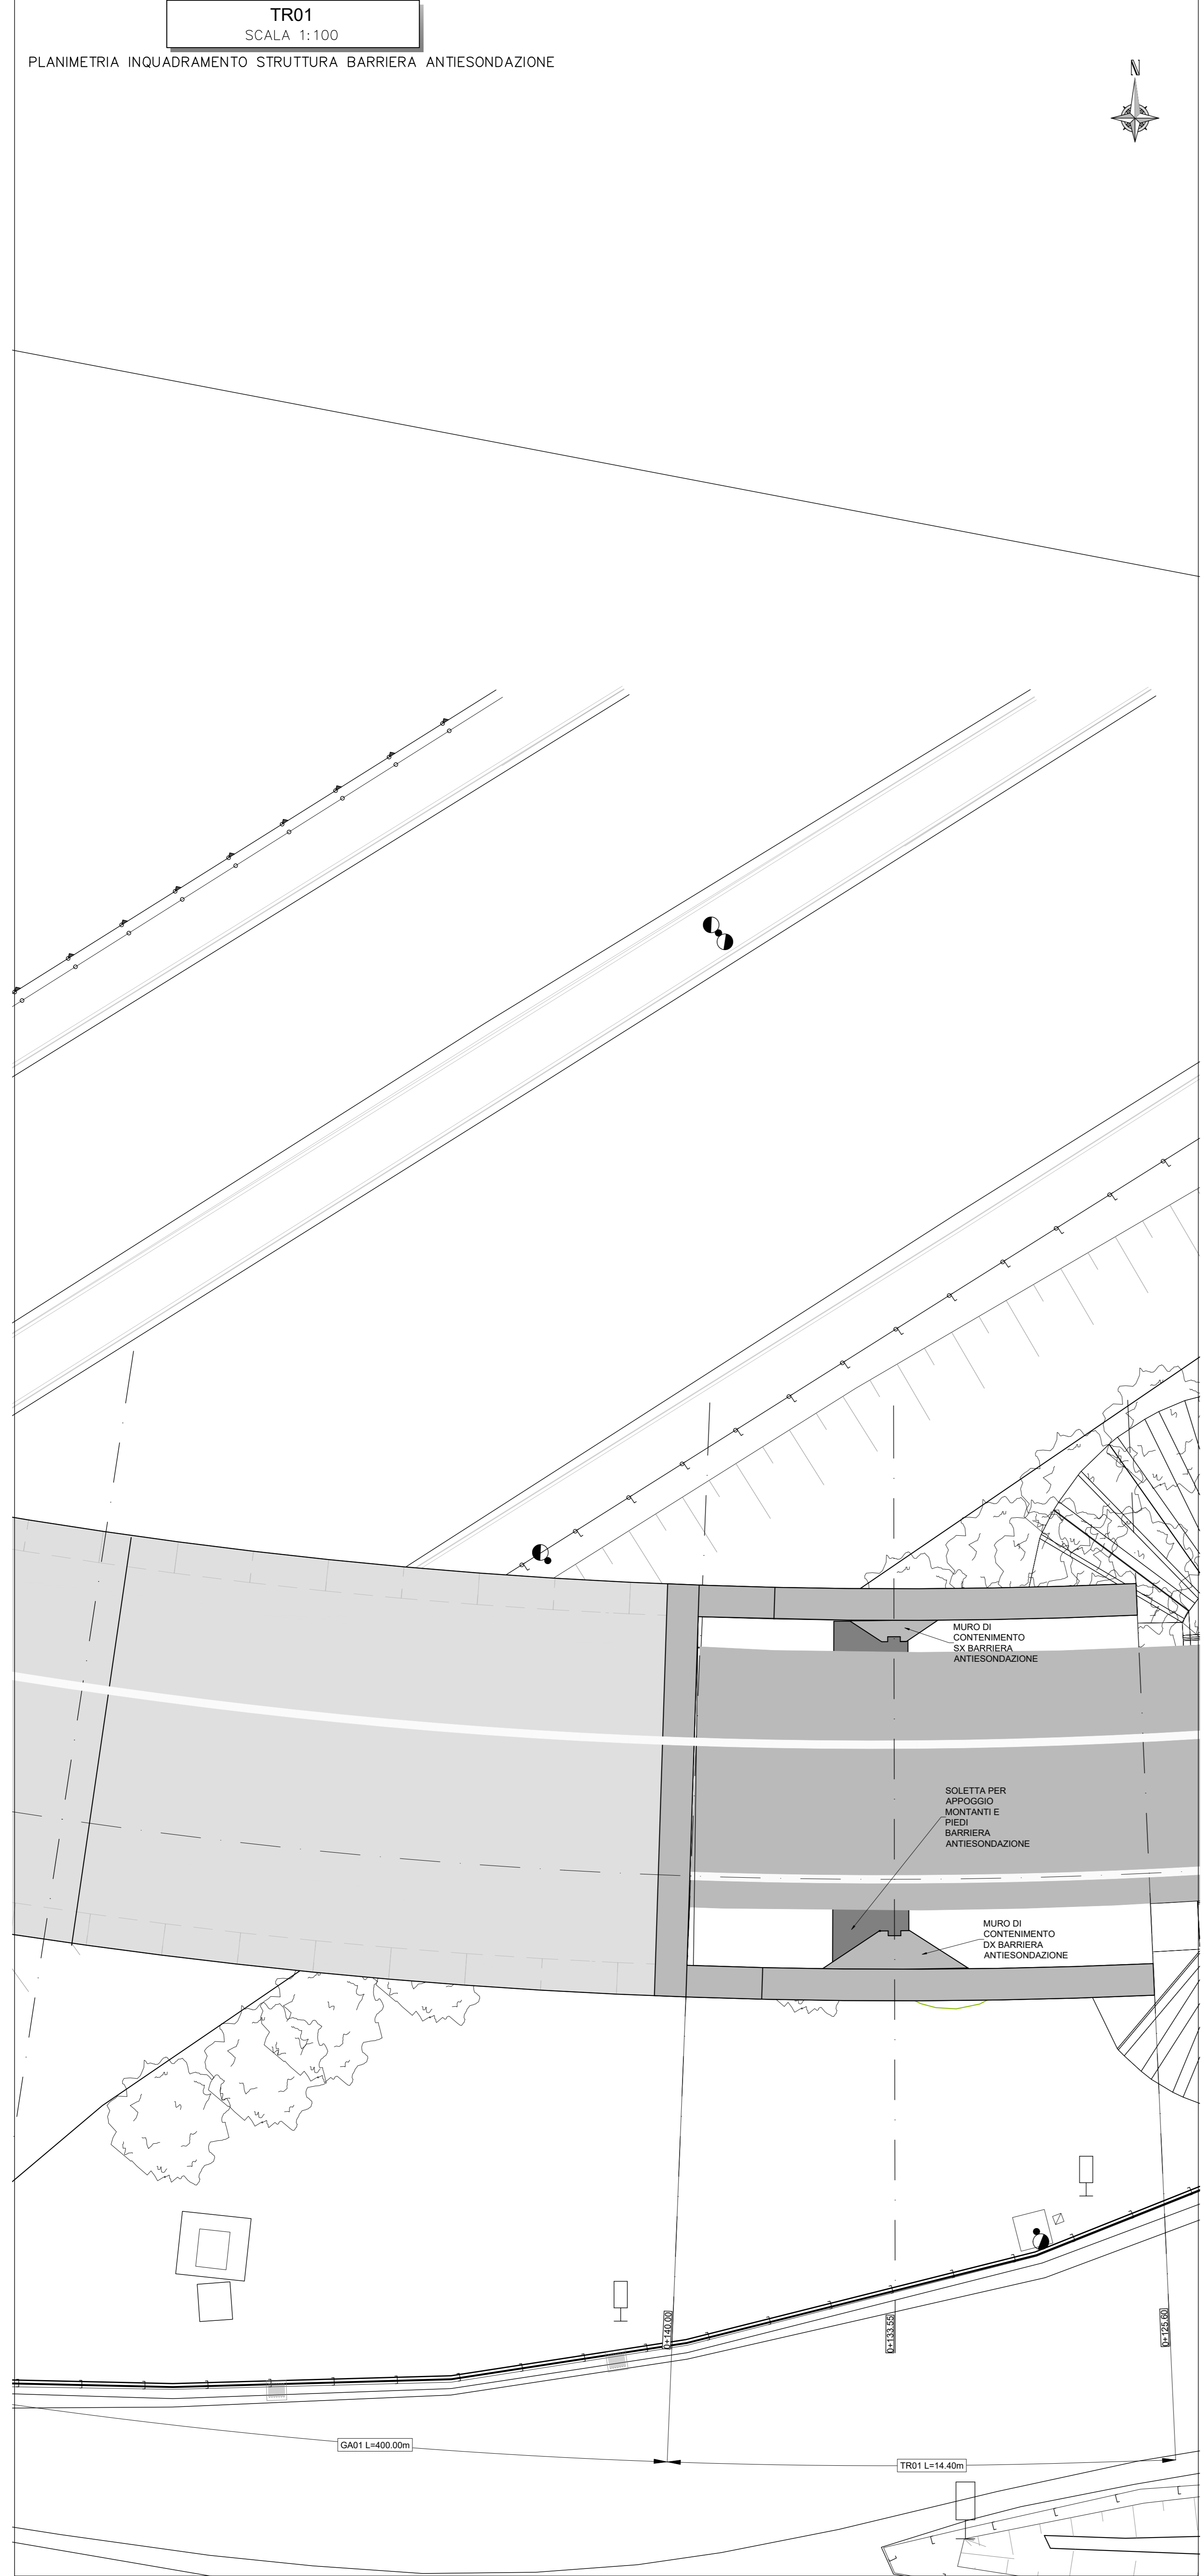 TR01
SCALA 1:100
PLANIMETRIA INQUADRAMENTO STRUTTURA BARRIERA ANTIESONDAZIONE
N
MURO DI
CONTENIMENTO
SX BARRIERA
ANTIESONDAZIONE
SOLETTA PER
APPOGGIO
MONTANTI E
PIEDI
BARRIERA
ANTIESONDAZIONE
MURO DI
CONTENIMENTO
DX BARRIERA
ANTIESONDAZIONE
0+140.00
0+133.55
0+125.60
GA01 L=400.00m
TR01 L=14.40m